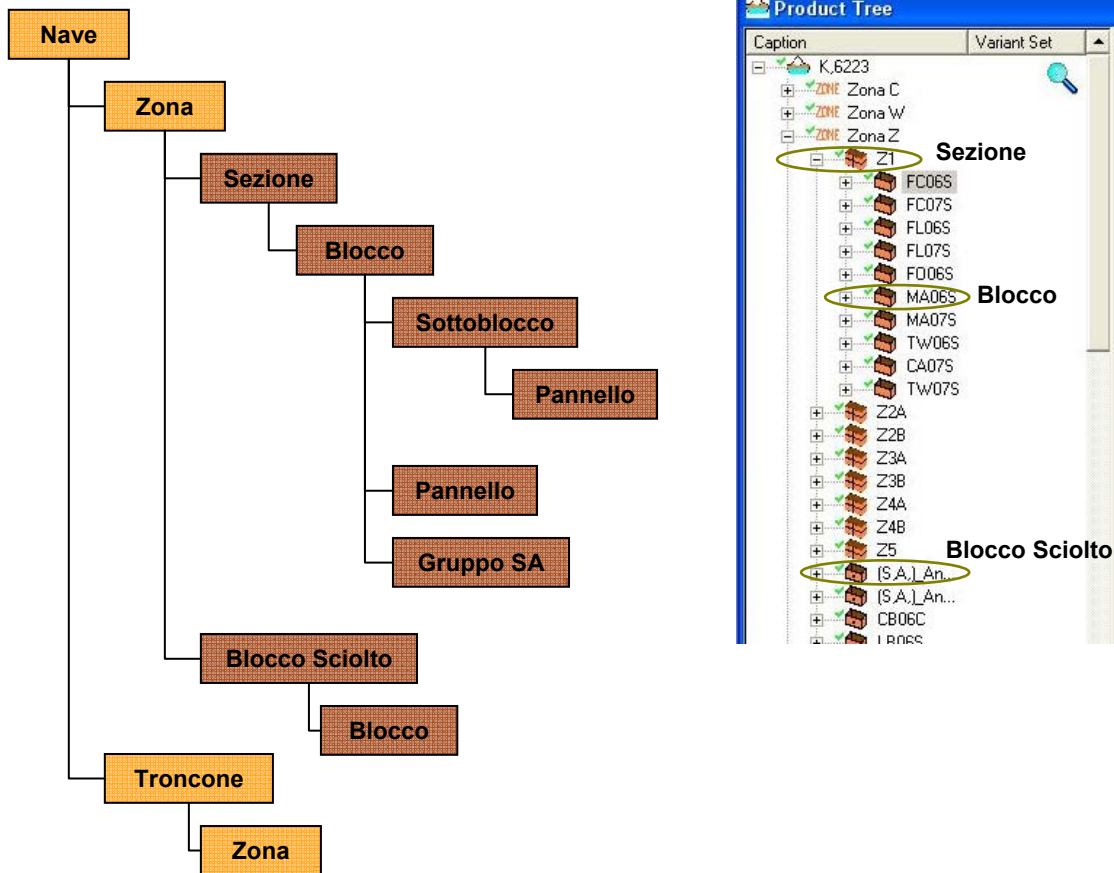 Nave
Zona
Sezione
Blocco
Sottoblocco
Pannello
Pannello
Gruppo SA
Blocco Sciolto
Blocco
Troncone
Zona
Product Tree
Caption Variant Set
K,6223
ZONE Zona C
ZONE Zona W
ZONE Zona Z
Z1 Sezione
FC06S
FC07S
FL06S
FL07S
FO06S
MA06S Blocco
MA07S
TW06S
CA07S
TW07S
Z2A
Z2B
Z3A
Z3B
Z4A
Z4B
Z5 Blocco Sciolto
(S,A,)_An...
(S,A,)_An...
CB06C
LB06S